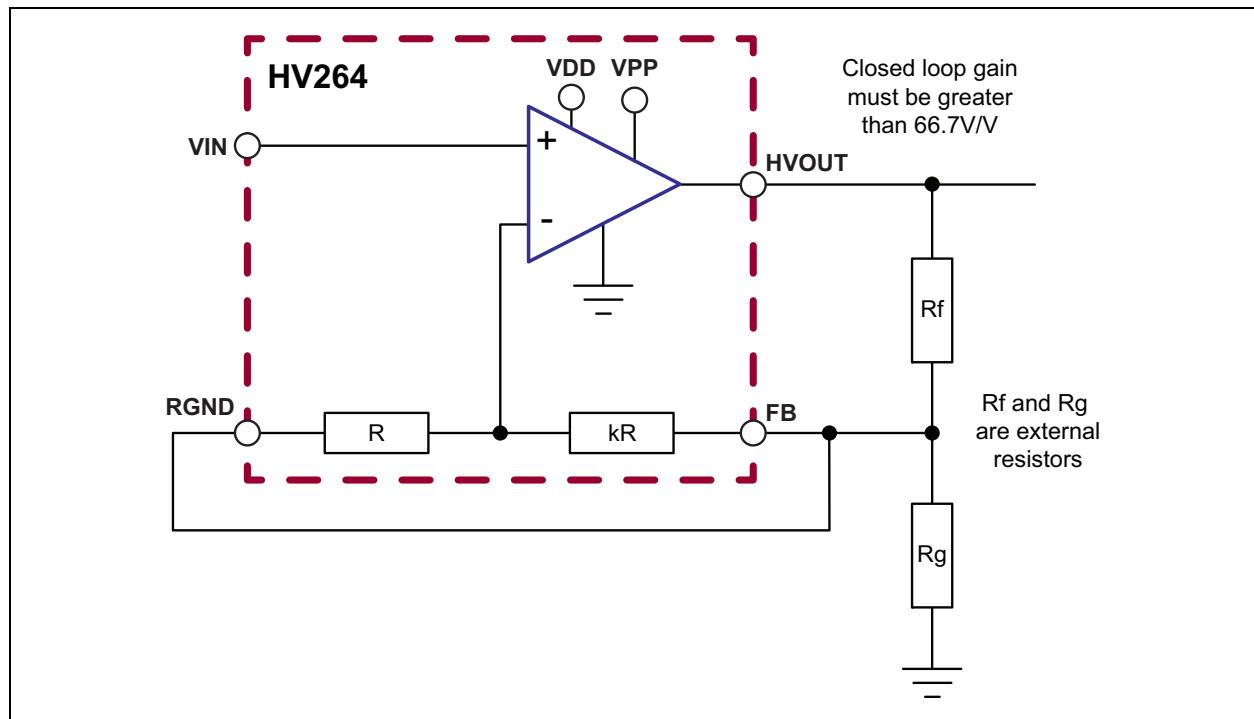 HV264
VDD
VPP
Closed loop gain
must be greater
than 66.7V/V
VIN
+
HVOUT
-
Rf
RGND
R
kR
FB
Rf and Rg
are external
resistors
Rg